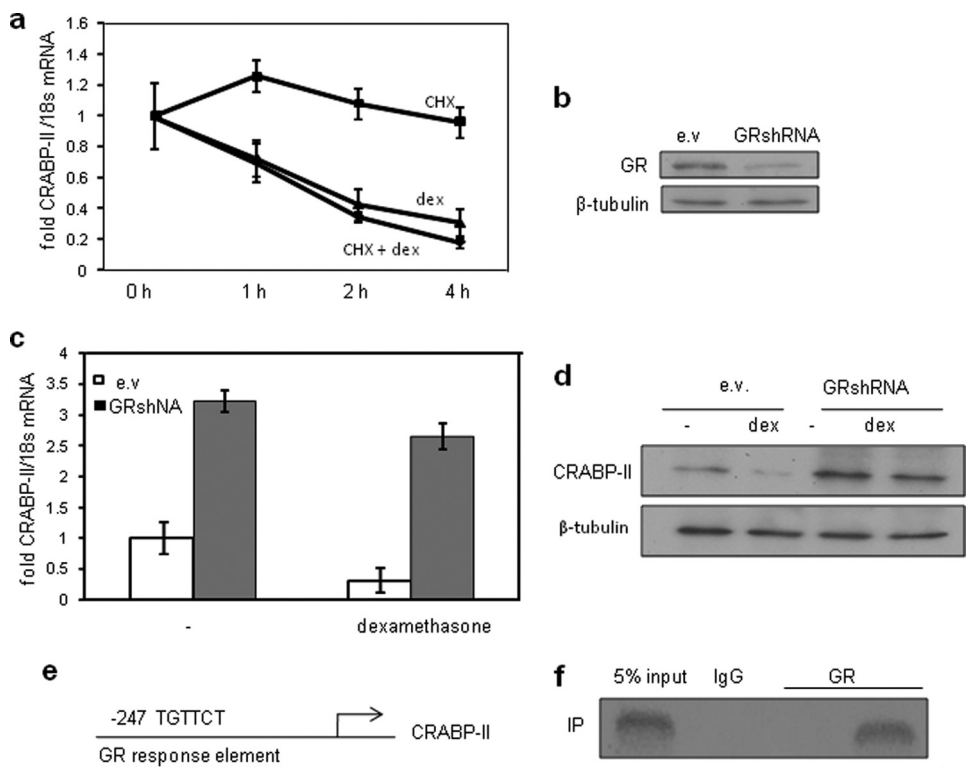 a
fold CRABP-II/18s mRNA
1.6
1.4
1.2
1
0.8
0.6
0.4
0.2
0
CHX
dex
CHX + dex
0 h 1 h 2 h 4 h
b
e.v GRshRNA
GR
β-tubulin
c
fold CRABP-II/18s mRNA
4
3.5
3
2.5
2
1.5
1
0.5
0
e.v
GRshNA
- dexamethasone
d
e.v. GRshRNA
- dex - dex
CRABP-II
β-tubulin
e
-247 TGTTCT
CRABP-II
GR response element
f
5% input IgG GR
IP